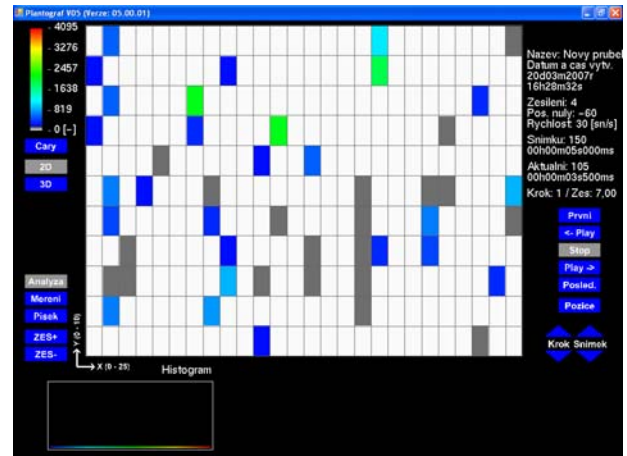 Plantograf V05 (Verze: 05.00.01)
4095
3276
2457
1638
819
0 [-]
Cary
2D
3D
Analyza
Mereni
Pisek
ZES+
ZES-
Y (0 - 10)
X (0 - 25)
Histogram
Nazev: Novy prubeh
Datum a cas vytv.
20d03m2007r
16h28m32s
Zesileni: 4
Pos. nuly: -60
Rychlost: 30 [sn/s]
Snimku: 150
00h00m05s000ms
Aktualni: 105
00h00m03s500ms
Krok: 1 / Zes: 7,00
Prvni
<- Play
Stop
Play ->
Posled.
Pozice
Krok Snimek